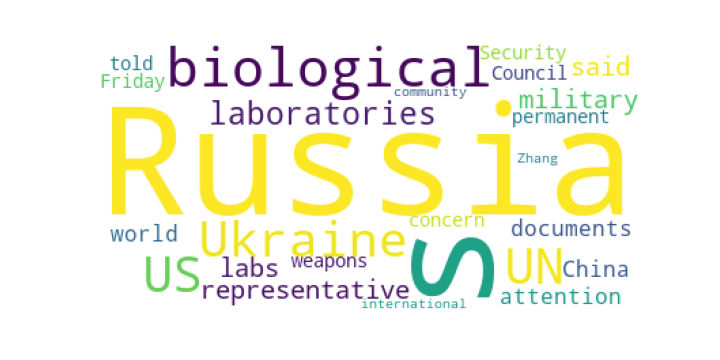 told
biological
Security
said
Friday
Council
community
laboratories
military
permanent
Russia
Zhang
world
Ukraine
concern
documents
s
US
labs
weapons
UN
China
representative
attention
international